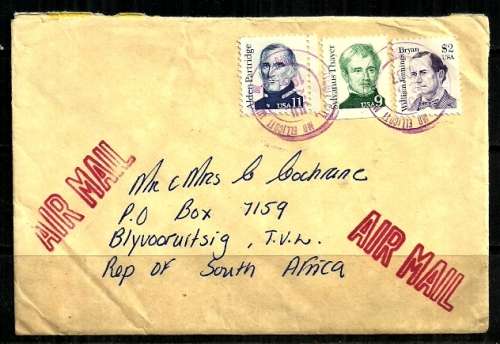 Alden Partridge
USA 11
Sylvanus Thayer
USA 9
William Jennings Bryan
$2
USA
AIR MAIL
Mr & Mrs G Cochrane
P.O Box 7159
Blyvooruitsig, T.V.L.
Rep of South Africa
AIR MAIL